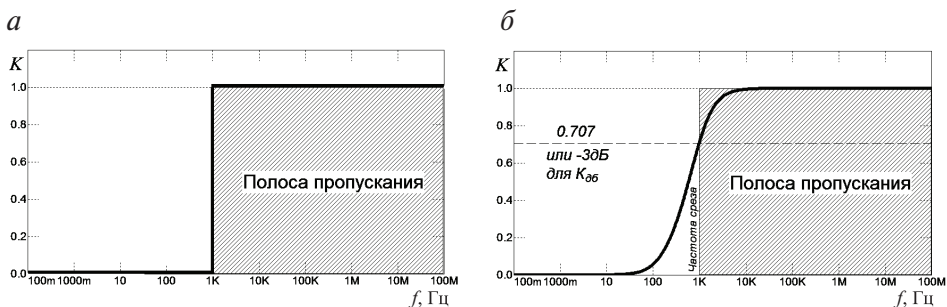 а
K
1.0
0.8
0.6
0.4
0.2
0.0
Полоса пропускания
100m 1000m 10 100 1K 10K 100K 1M 10M 100M
f, Гц
б
K
1.0
0.8
0.6
0.4
0.2
0.0
0.707
или -3дБ
для Kдб
Частота среза
Полоса пропускания
100m 1000m 10 100 1K 10K 100K 1M 10M 100M
f, Гц